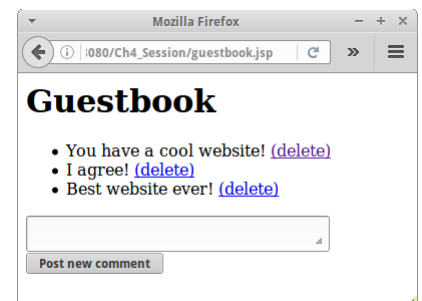 Mozilla Firefox
:8080/Ch4_Session/guestbook.jsp
Guestbook
You have a cool website! (delete)
I agree! (delete)
Best website ever! (delete)
Post new comment